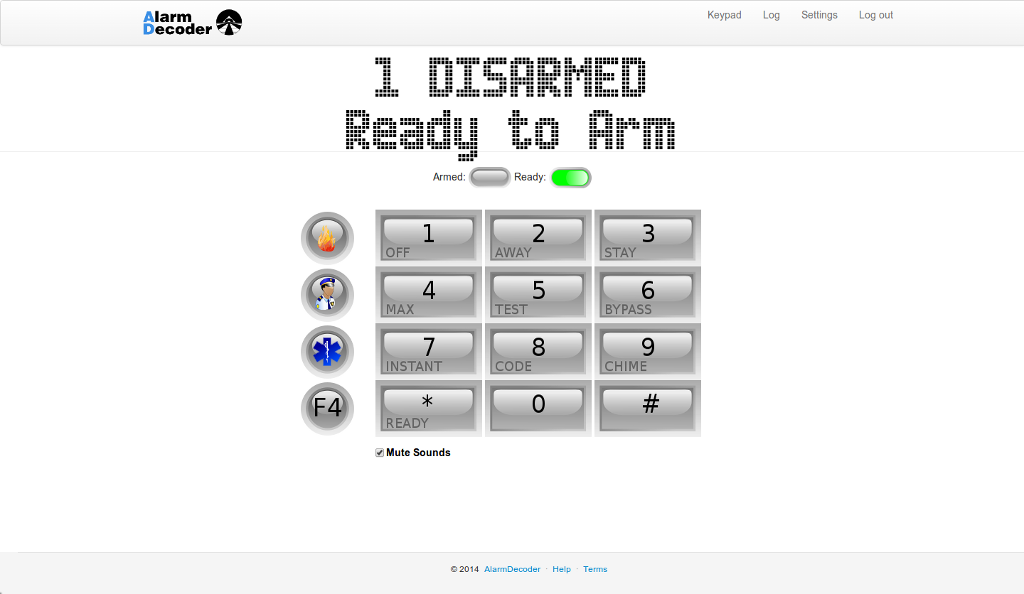 Alarm
Decoder
Keypad Log Settings Log out
1 DISARMED
Ready to Arm
Armed: Ready:
1 2 3
OFF AWAY STAY
4 5 6
MAX TEST BYPASS
7 8 9
INSTANT CODE CHIME
F4 * 0 #
READY
Mute Sounds
© 2014 AlarmDecoder · Help · Terms